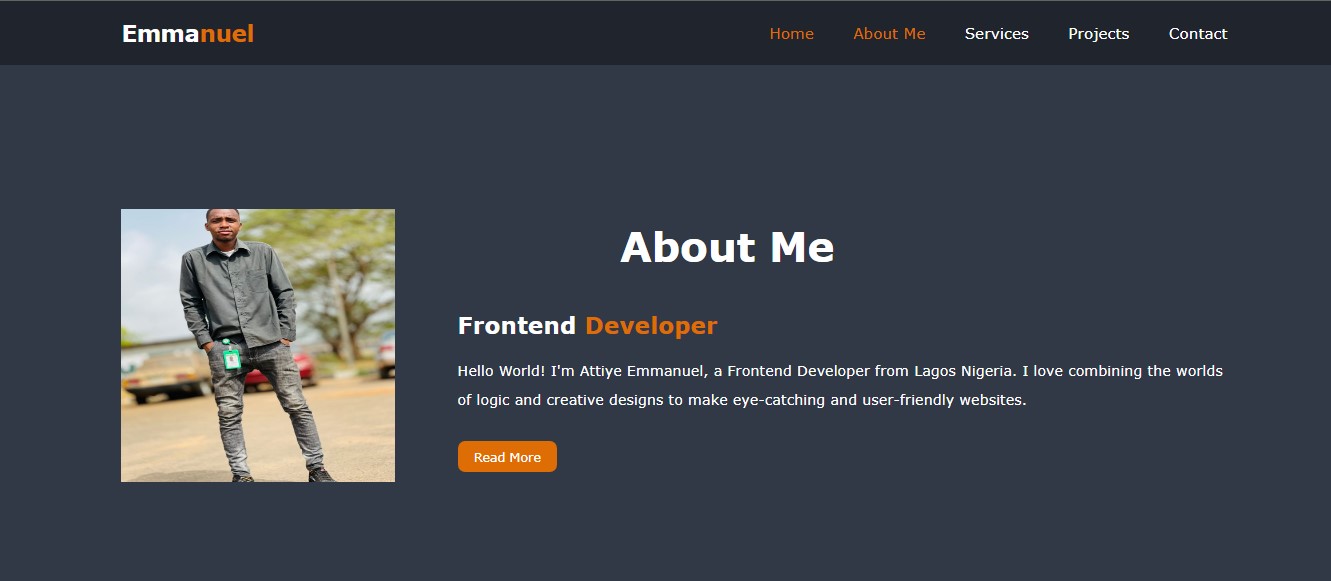 Emmanuel
Home About Me Services Projects Contact
About Me
Frontend Developer
Hello World! I'm Attiye Emmanuel, a Frontend Developer from Lagos Nigeria. I love combining the worlds
of logic and creative designs to make eye-catching and user-friendly websites.
Read More